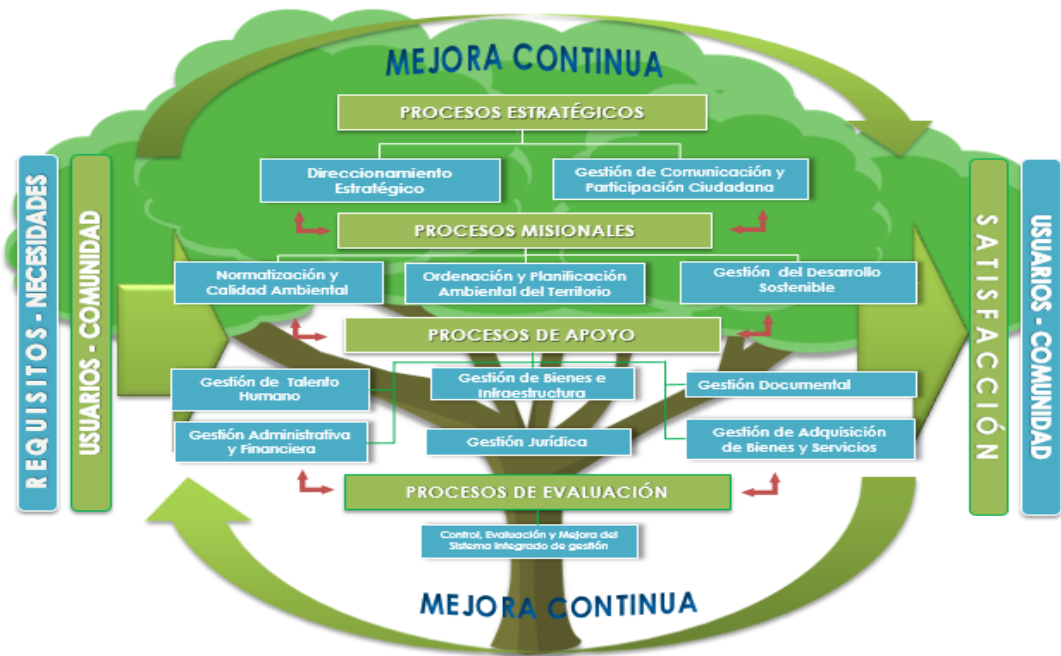 MEJORA CONTINUA
PROCESOS ESTRATÉGICOS
Direccionamiento
Estratégico
Gestión de Comunicación y
Participación Ciudadana
REQUISITOS - NECESIDADES
USUARIOS - COMUNIDAD
PROCESOS MISIONALES
Normatización y
Calidad Ambiental
Ordenación y Planificación
Ambiental del Territorio
Gestión del Desarrollo
Sostenible
SATISFACCIÓN
USUARIOS - COMUNIDAD
PROCESOS DE APOYO
Gestión de Talento
Humano
Gestión de Bienes e
Infraestructura
Gestión Documental
Gestión Administrativa
y Financiera
Gestión Jurídica
Gestión de Adquisición
de Bienes y Servicios
PROCESOS DE EVALUACIÓN
Control, Evaluación y Mejora del
Sistema Integrado de gestión
MEJORA CONTINUA